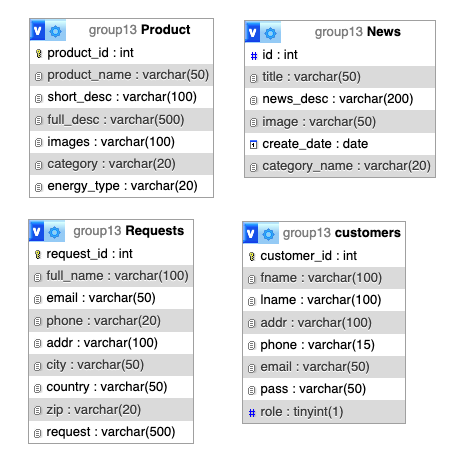 group13 Product
product_id : int
product_name : varchar(50)
short_desc : varchar(100)
full_desc : varchar(500)
images : varchar(100)
category : varchar(20)
energy_type : varchar(20)
group13 News
# id : int
title : varchar(50)
news_desc : varchar(200)
image : varchar(50)
create_date : date
category_name : varchar(20)
group13 Requests
request_id : int
full_name : varchar(100)
email : varchar(50)
phone : varchar(20)
addr : varchar(100)
city : varchar(50)
country : varchar(50)
zip : varchar(20)
request : varchar(500)
group13 customers
customer_id : int
fname : varchar(100)
lname : varchar(100)
addr : varchar(100)
phone : varchar(15)
email : varchar(50)
pass : varchar(50)
# role : tinyint(1)